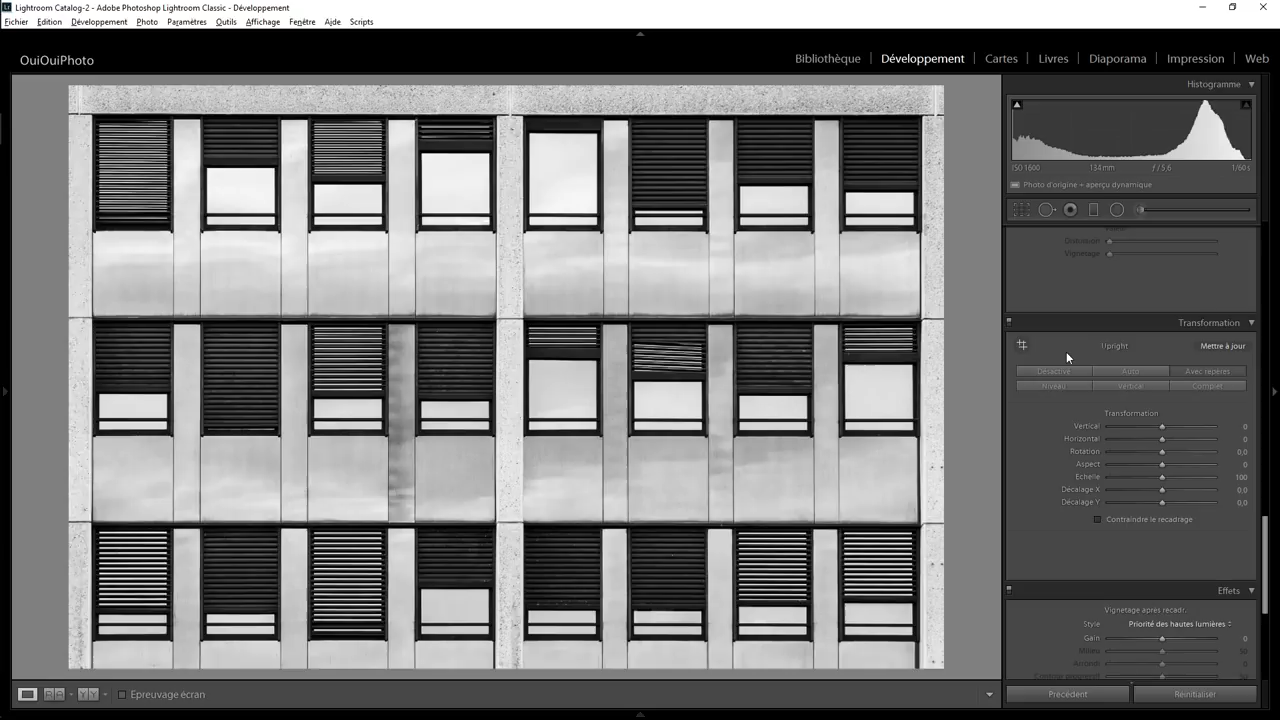 Lightroom Catalog-2 - Adobe Photoshop Lightroom Classic - Développement
Fichier Edition Développement Photo Paramètres Outils Affichage Fenêtre Aide Scripts
OuiOuiPhoto
Bibliothèque | Développement | Cartes | Livres | Diaporama | Impression | Web
Histogramme
ISO 1600 134 mm ƒ / 5,6 1/60 s
Photo d'origine + aperçu dynamique
Distorsion
Vignetage
Transformation
Upright Mettre à jour
Désactivé Auto Avec repères
Niveau Vertical Complet
Transformation
Vertical 0
Horizontal 0
Rotation 0,0
Aspect 0
Echelle 100
Décalage X 0,0
Décalage Y 0,0
Contraindre le recadrage
Effets
Vignetage après recadr.
Style Priorité des hautes lumières
Gain 0
Milieu 50
Arrondi 0
Epreuvage écran
Précédent Réinitialiser